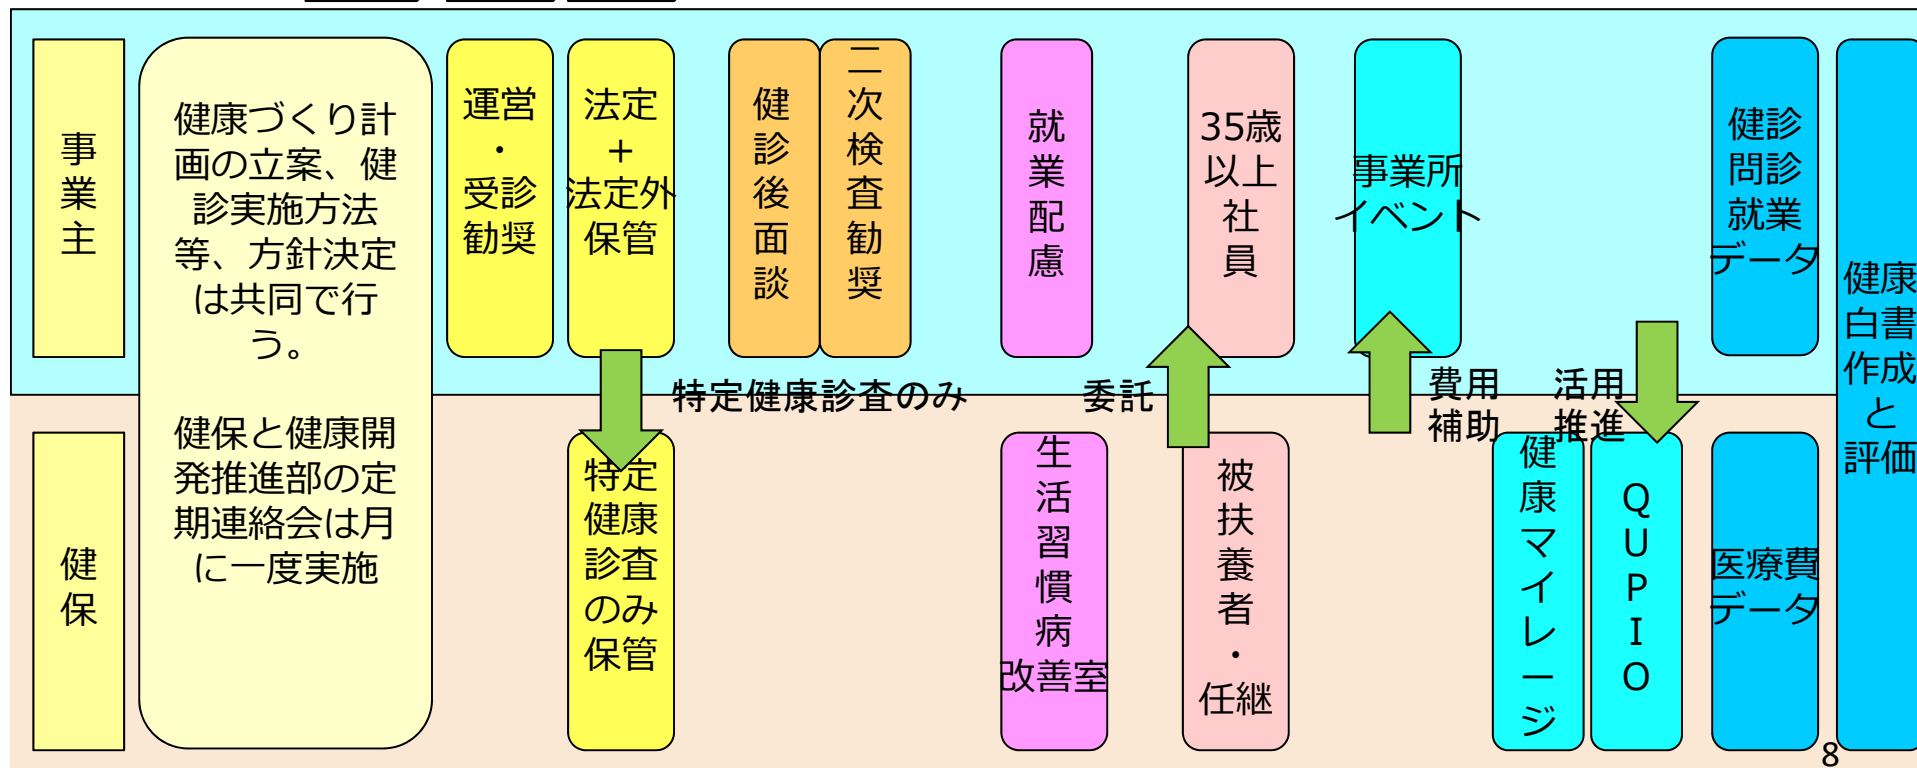 事業主
健康づくり計
画の立案、健
診実施方法
等、方針決定
は共同で行
う。
健保と健康開
発推進部の定
期連絡会は月
に一度実施
運営
・
受診
勧奨
法定
+
法定外
保管
健診後面談
二次検査勧奨
就業配慮
35歳
以上
社
員
事業所
イベント
健診
問診
就業
データ
健康
白書
作成
と
評価
特定健康診査のみ
委託
費用
補助
活用
推進
健保
特定
健康
診査
のみ
保管
生活習慣病
改善室
被扶養者・
任継
健康マイレージ
QUPIO
医療費
データ
8